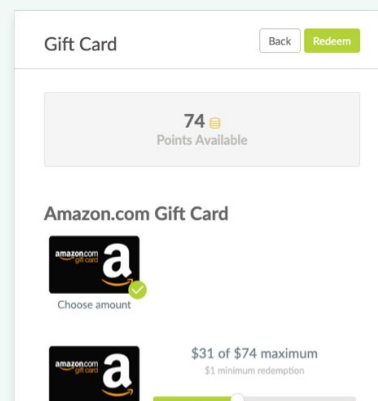 Gift Card
Back
Redeem
74
Points Available
Amazon.com Gift Card
amazon.com
gift card
a
Choose amount
$31 of $74 maximum
$1 minimum redemption
amazon.com
gift card
a